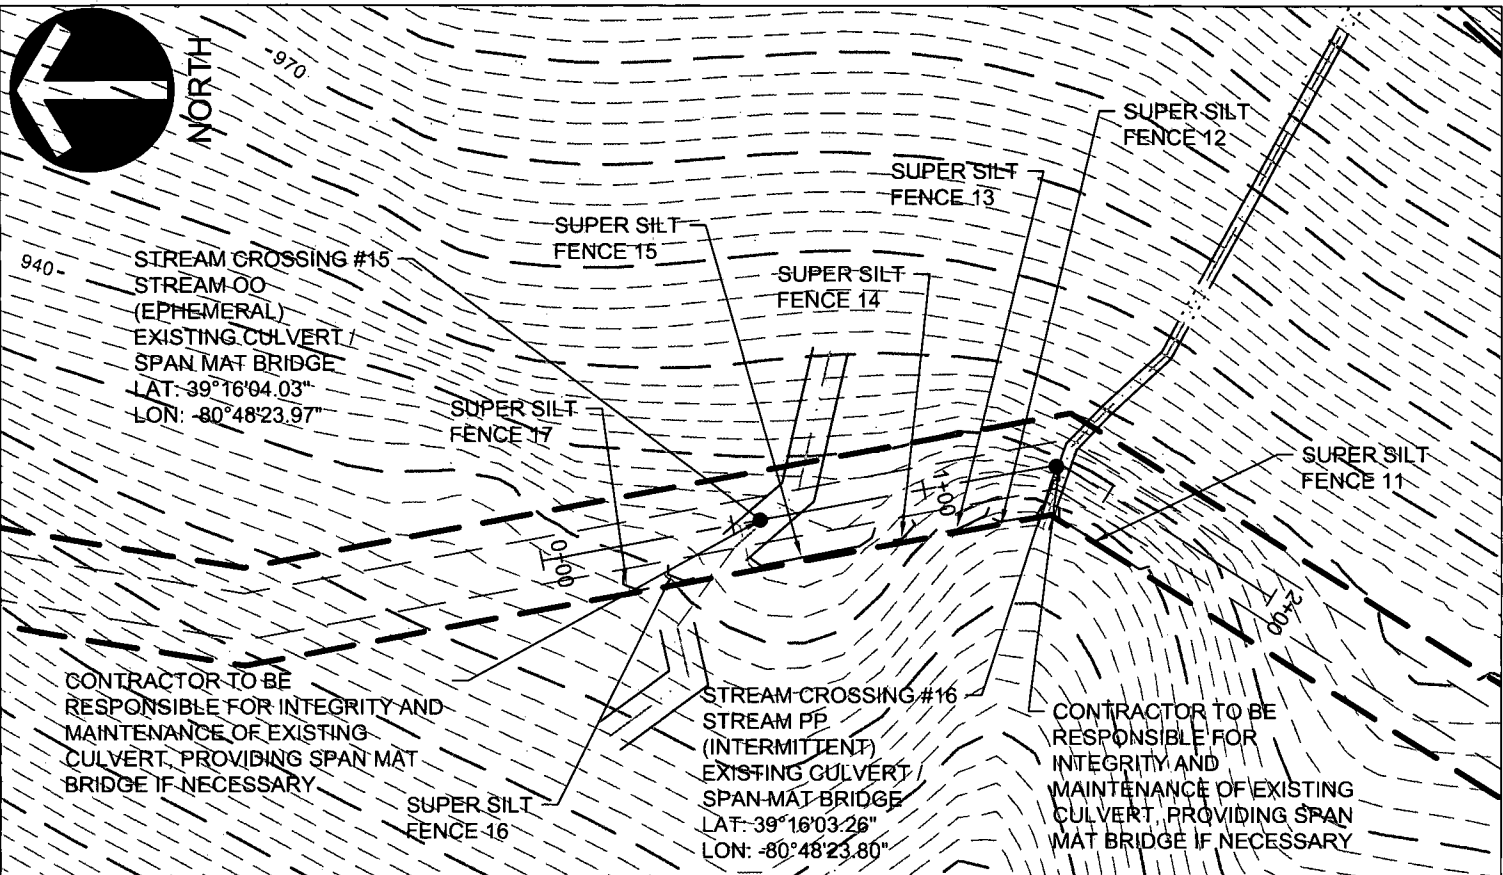 NORTH
970
940
SUPER SILT
FENCE 12
SUPER SILT
FENCE 13
SUPER SILT
FENCE 15
SUPER SILT
FENCE 14
STREAM CROSSING #15
STREAM OO
(EPHEMERAL)
EXISTING CULVERT /
SPAN MAT BRIDGE
LAT: 39°16'04.03"
LON: -80°48'23.97"
SUPER SILT
FENCE 17
SUPER SILT
FENCE 11
0+00
1+00
2+00
CONTRACTOR TO BE
RESPONSIBLE FOR INTEGRITY AND
MAINTENANCE OF EXISTING
CULVERT, PROVIDING SPAN MAT
BRIDGE IF NECESSARY
SUPER SILT
FENCE 16
STREAM CROSSING #16
STREAM PP
(INTERMITTENT)
EXISTING CULVERT /
SPAN MAT BRIDGE
LAT: 39°16'03.26"
LON: -80°48'23.80"
CONTRACTOR TO BE
RESPONSIBLE FOR
INTEGRITY AND
MAINTENANCE OF EXISTING
CULVERT, PROVIDING SPAN
MAT BRIDGE IF NECESSARY